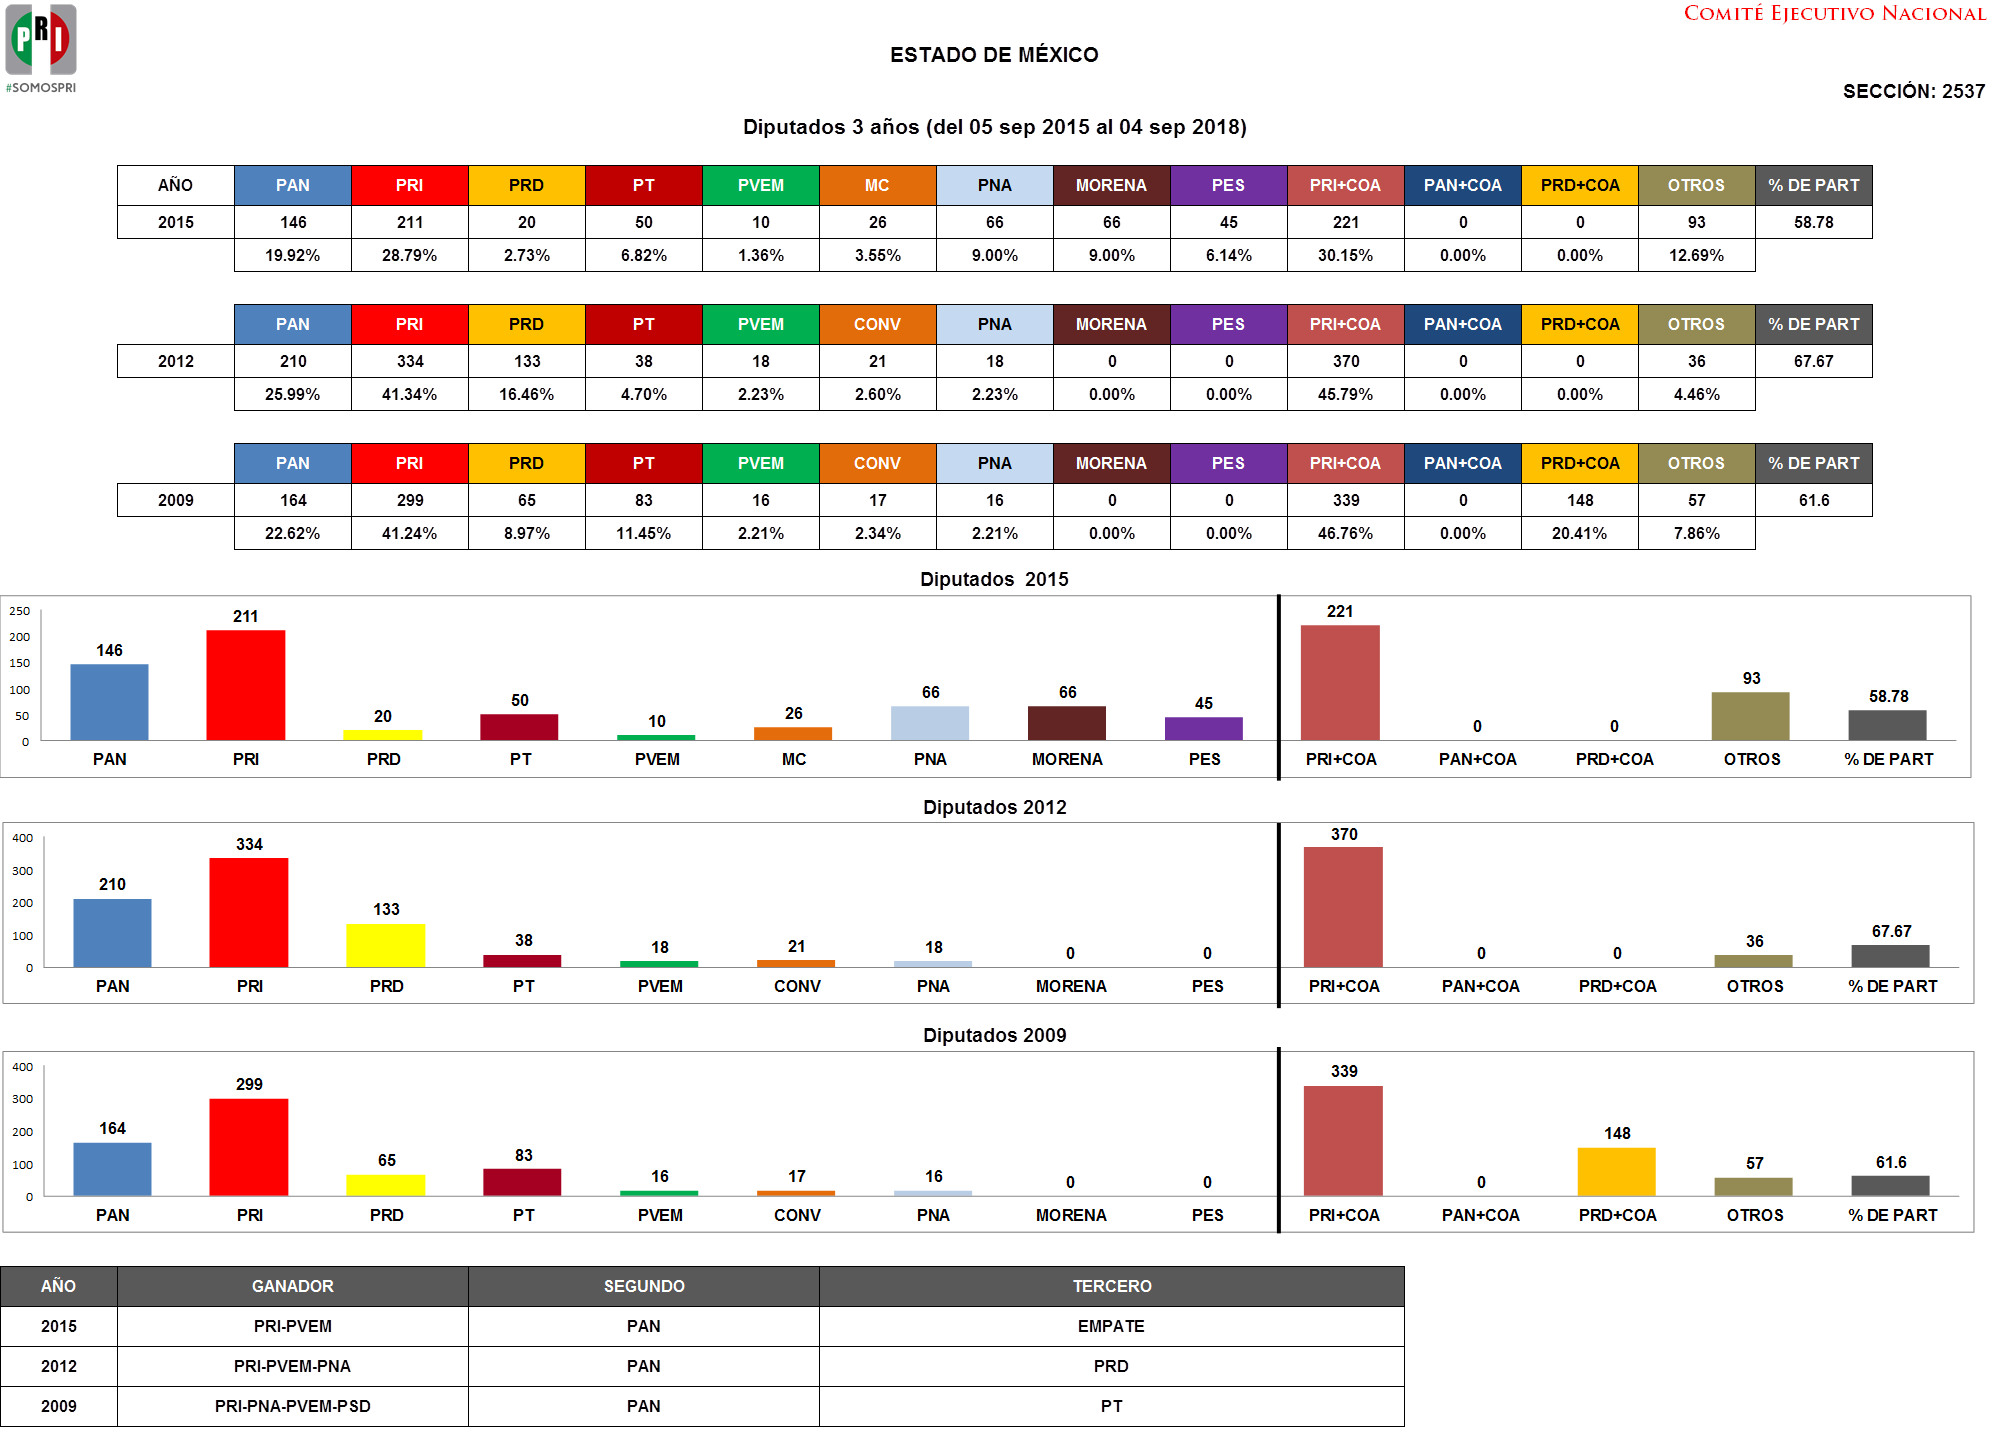 PRI
#SOMOSPRI
COMITÉ EJECUTIVO NACIONAL
ESTADO DE MÉXICO
SECCIÓN: 2537
Diputados 3 años (del 05 sep 2015 al 04 sep 2018)
AÑO PAN PRI PRD PT PVEM MC PNA MORENA PES PRI+COA PAN+COA PRD+COA OTROS % DE PART
2015 146 211 20 50 10 26 66 66 45 221 0 0 93 58.78
19.92% 28.79% 2.73% 6.82% 1.36% 3.55% 9.00% 9.00% 6.14% 30.15% 0.00% 0.00% 12.69%
PAN PRI PRD PT PVEM CONV PNA MORENA PES PRI+COA PAN+COA PRD+COA OTROS % DE PART
2012 210 334 133 38 18 21 18 0 0 370 0 0 36 67.67
25.99% 41.34% 16.46% 4.70% 2.23% 2.60% 2.23% 0.00% 0.00% 45.79% 0.00% 0.00% 4.46%
PAN PRI PRD PT PVEM CONV PNA MORENA PES PRI+COA PAN+COA PRD+COA OTROS % DE PART
2009 164 299 65 83 16 17 16 0 0 339 0 148 57 61.6
22.62% 41.24% 8.97% 11.45% 2.21% 2.34% 2.21% 0.00% 0.00% 46.76% 0.00% 20.41% 7.86%
Diputados 2015
250
200
150
100
50
0
146 211 20 50 10 26 66 66 45 221 0 0 93 58.78
PAN PRI PRD PT PVEM MC PNA MORENA PES PRI+COA PAN+COA PRD+COA OTROS % DE PART
Diputados 2012
400
300
200
100
0
210 334 133 38 18 21 18 0 0 370 0 0 36 67.67
PAN PRI PRD PT PVEM CONV PNA MORENA PES PRI+COA PAN+COA PRD+COA OTROS % DE PART
Diputados 2009
400
300
200
100
0
164 299 65 83 16 17 16 0 0 339 0 148 57 61.6
PAN PRI PRD PT PVEM CONV PNA MORENA PES PRI+COA PAN+COA PRD+COA OTROS % DE PART
AÑO GANADOR SEGUNDO TERCERO
2015 PRI-PVEM PAN EMPATE
2012 PRI-PVEM-PNA PAN PRD
2009 PRI-PNA-PVEM-PSD PAN PT